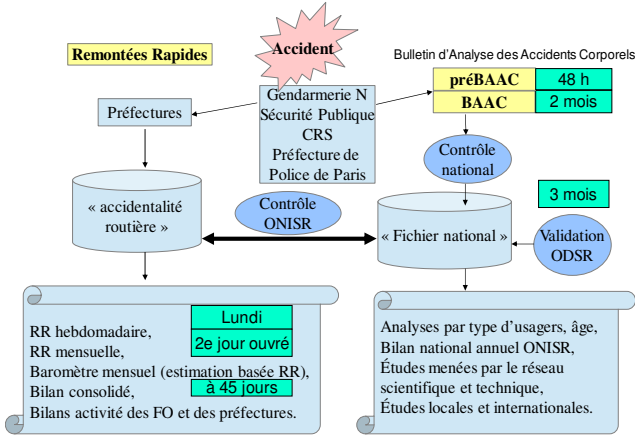 Accident
Remontées Rapides
Bulletin d'Analyse des Accidents Corporels
préBAAC 48 h
BAAC 2 mois
Gendarmerie N
Sécurité Publique
CRS
Préfecture de
Police de Paris
Préfectures
Contrôle
national
« accidentalité
routière »
Contrôle
ONISR
3 mois
« Fichier national »
Validation
ODSR
Lundi
RR hebdomadaire,
2e jour ouvré
RR mensuelle,
Baromètre mensuel (estimation basée RR),
Bilan consolidé, à 45 jours
Bilans activité des FO et des préfectures.
Analyses par type d'usagers, âge,
Bilan national annuel ONISR,
Études menées par le réseau
scientifique et technique,
Études locales et internationales.